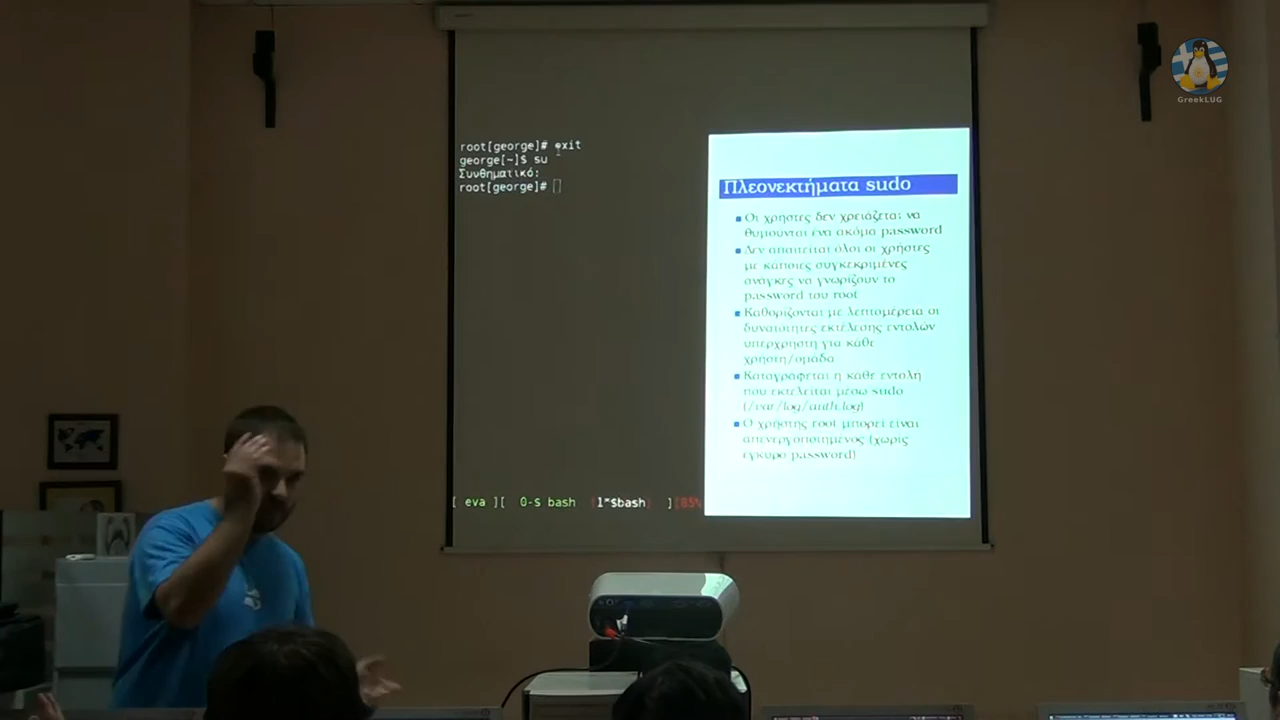 GreekLUG
root[george]# exit
george[~]$ su
Συνθηματικό:
root[george]#
Πλεονεκτήματα sudo
Οι χρήστες δεν χρειάζεται να
θυμούνται ένα ακόμα password
Δεν απαιτείται όλοι οι χρήστες
με κάποιες συγκεκριμένες
ανάγκες να γνωρίζουν το
password του root
Καθορίζονται με λεπτομέρεια οι
δυνατότητες εκτέλεσης εντολών
υπερχρήστη για κάθε
χρήστη/ομάδα
Καταγράφεται η κάθε εντολή
που εκτελείται μέσω sudo
(/var/log/auth.log)
Ο χρήστης root μπορεί είναι
απενεργοποιημένος (χωρίς
έγκυρο password)
[ eva ][ 0-$ bash (1*$bash) ][85%